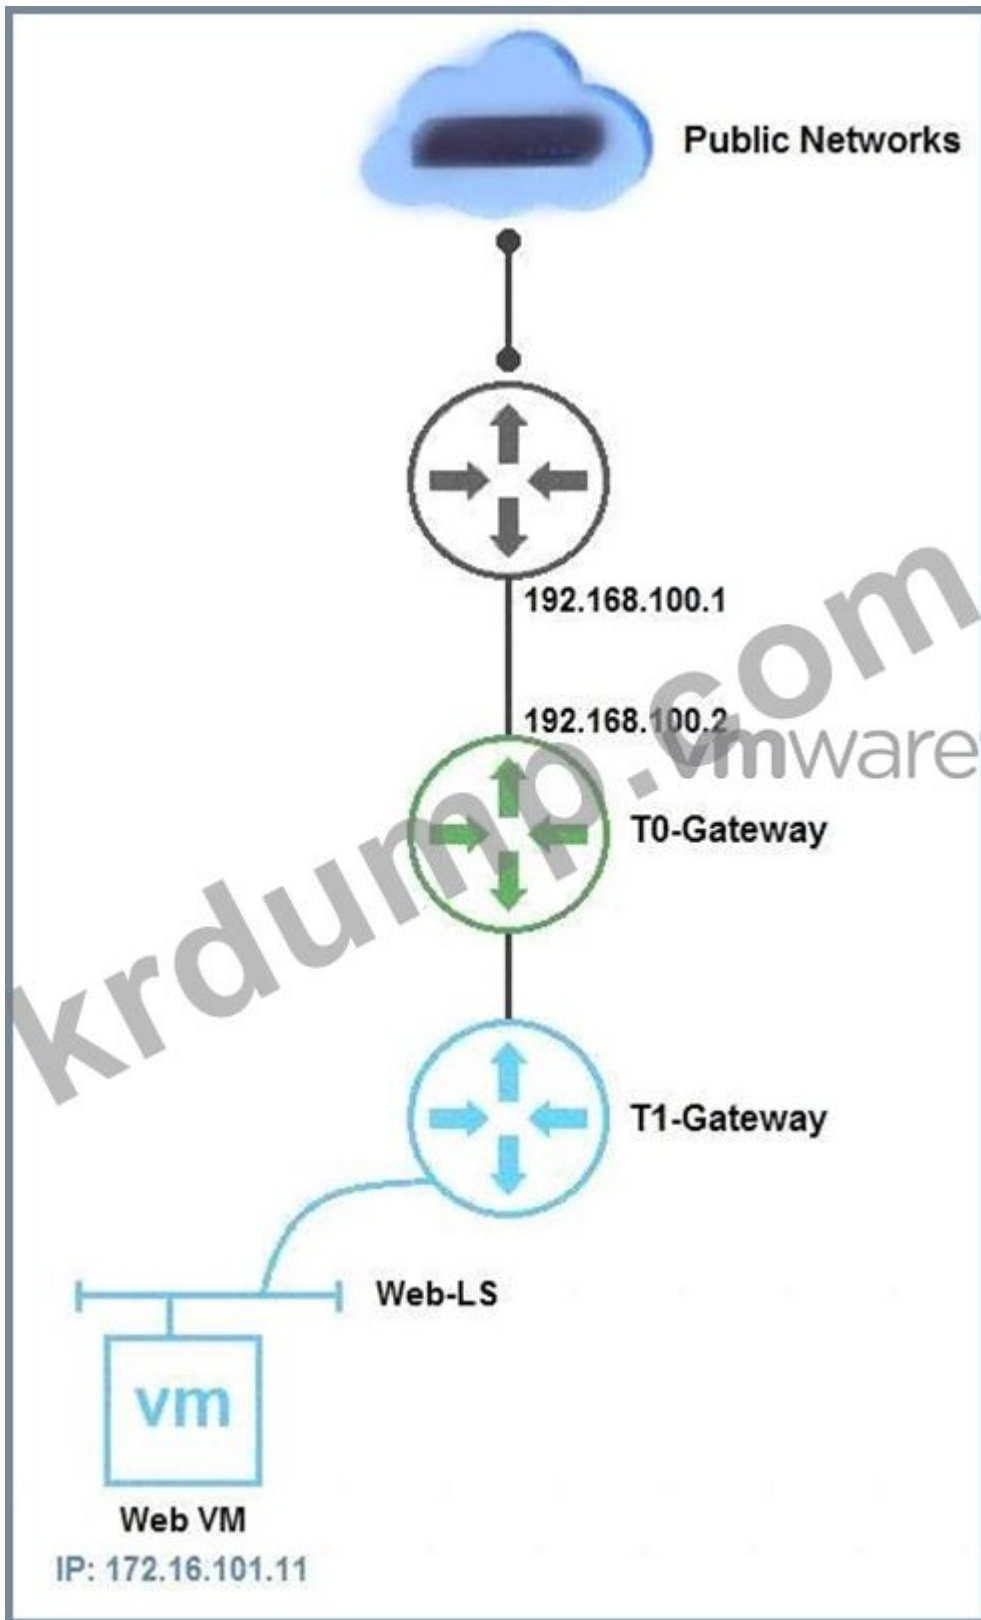 Public Networks
192.168.100.1
192.168.100.2
vmware
T0-Gateway
krdump.com
T1-Gateway
Web-LS
vm
Web VM
IP: 172.16.101.11